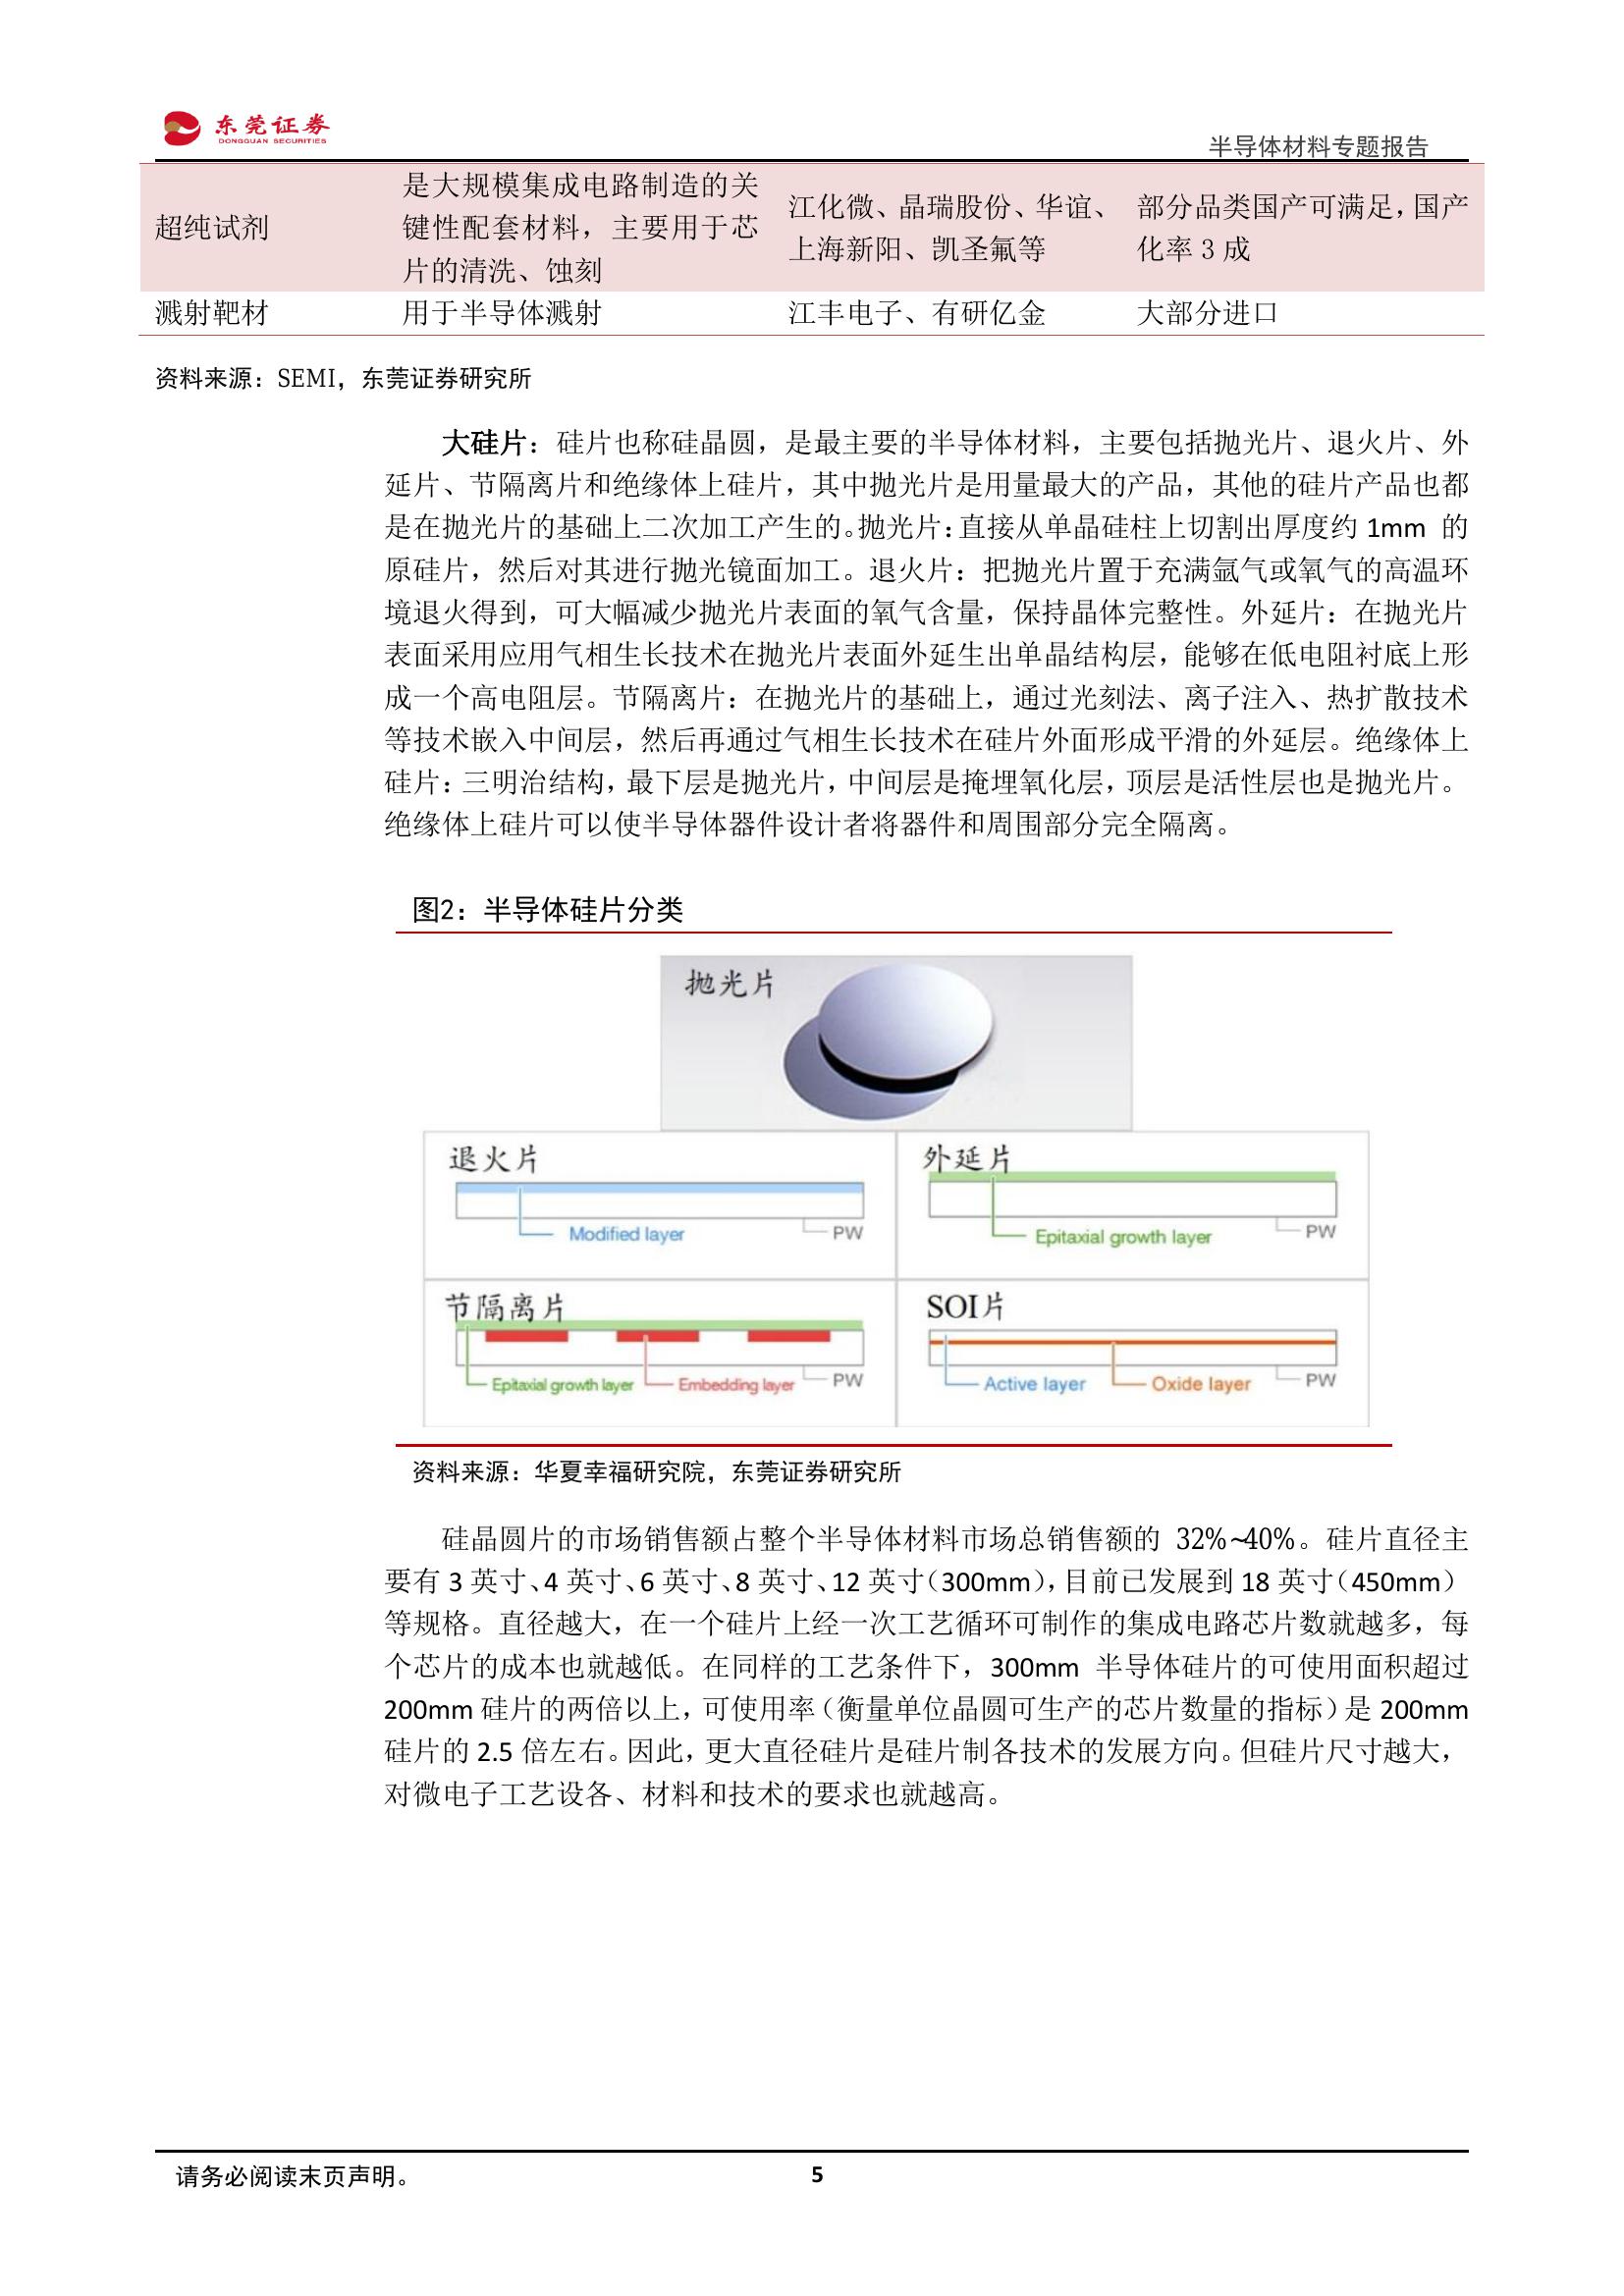 东莞证券
DONGGUAN SECURITIES
半导体材料专题报告
超纯试剂
是大规模集成电路制造的关
键性配套材料，主要用于芯
片的清洗、蚀刻
江化微、晶瑞股份、华谊、
上海新阳、凯圣氟等
部分品类国产可满足，国产
化率 3 成
溅射靶材
用于半导体溅射
江丰电子、有研亿金
大部分进口
资料来源：SEMI，东莞证券研究所
大硅片：硅片也称硅晶圆，是最主要的半导体材料，主要包括抛光片、退火片、外
延片、节隔离片和绝缘体上硅片，其中抛光片是用量最大的产品，其他的硅片产品也都
是在抛光片的基础上二次加工产生的。抛光片：直接从单晶硅柱上切割出厚度约 1mm 的
原硅片，然后对其进行抛光镜面加工。退火片：把抛光片置于充满氩气或氧气的高温环
境退火得到，可大幅减少抛光片表面的氧气含量，保持晶体完整性。外延片：在抛光片
表面采用应用气相生长技术在抛光片表面外延生出单晶结构层，能够在低电阻衬底上形
成一个高电阻层。节隔离片：在抛光片的基础上，通过光刻法、离子注入、热扩散技术
等技术嵌入中间层，然后再通过气相生长技术在硅片外面形成平滑的外延层。绝缘体上
硅片：三明治结构，最下层是抛光片，中间层是掩埋氧化层，顶层是活性层也是抛光片。
绝缘体上硅片可以使半导体器件设计者将器件和周围部分完全隔离。
图2：半导体硅片分类
抛光片
退火片
Modified layer
PW
外延片
Epitaxial growth layer
PW
节隔离片
Epitaxial growth layer
Embedding layer
PW
SOI片
Active layer
Oxide layer
PW
资料来源：华夏幸福研究院，东莞证券研究所
硅晶圆片的市场销售额占整个半导体材料市场总销售额的 32%~40%。硅片直径主
要有 3 英寸、4 英寸、6 英寸、8 英寸、12 英寸（300mm），目前已发展到 18 英寸（450mm）
等规格。直径越大，在一个硅片上经一次工艺循环可制作的集成电路芯片数就越多，每
个芯片的成本也就越低。在同样的工艺条件下，300mm 半导体硅片的可使用面积超过
200mm 硅片的两倍以上，可使用率（衡量单位晶圆可生产的芯片数量的指标）是 200mm
硅片的 2.5 倍左右。因此，更大直径硅片是硅片制各技术的发展方向。但硅片尺寸越大，
对微电子工艺设各、材料和技术的要求也就越高。
请务必阅读末页声明。
5